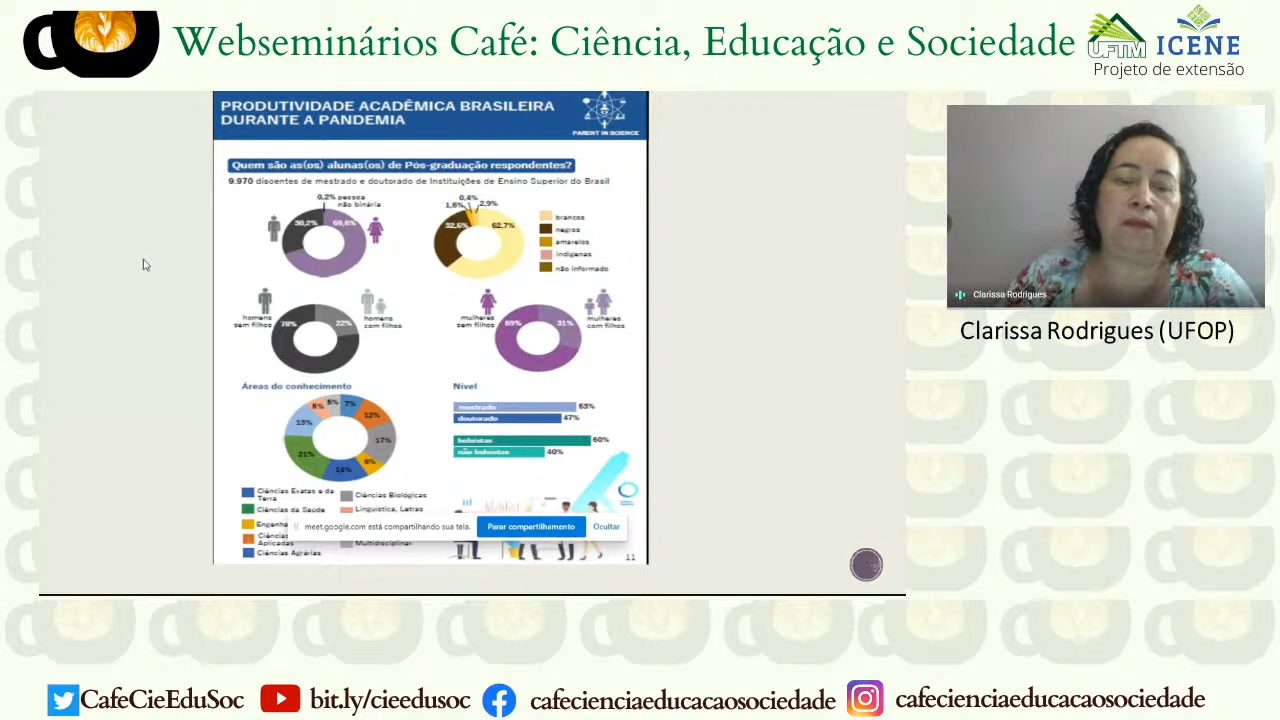 Webseminários Café: Ciência, Educação e Sociedade
UFTM
ICENE
Projeto de extensão
PRODUTIVIDADE ACADÊMICA BRASILEIRA
DURANTE A PANDEMIA
PARENT IN SCIENCE
Quem são as(os) alunas(os) de Pós-graduação respondentes?
9.970 discentes de mestrado e doutorado de Instituições de Ensino Superior do Brasil
0,2% pessoa
não binária
30,2%
69,6%
0,4%
1,6%
2,9%
32,5%
62,7%
brancos
negros
amarelos
indígenas
não informado
homens
sem filhos
78%
22%
homens
com filhos
mulheres
sem filhos
69%
31%
mulheres
com filhos
Áreas do conhecimento
Nível
7%
12%
17%
14%
21%
13%
mestrado
53%
doutorado
47%
bolsistas
60%
não bolsistas
40%
Ciências Exatas e da
Terra
Ciências Biológicas
Ciências da Saúde
Linguística, Letras
Engenha
Ciências
Aplicadas
Multidisciplinar
Ciências Agrárias
meet.google.com está compartilhando sua tela.
Parar compartilhamento
Ocultar
11
Clarissa Rodrigues
Clarissa Rodrigues (UFOP)
CafeCieEduSoc
bit.ly/cieedusoc
cafecienciaeducacaosociedade
cafecienciaeducacaosociedade